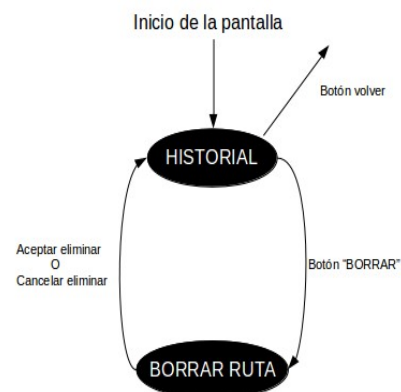 Inicio de la pantalla
Botón volver
HISTORIAL
Aceptar eliminar
O
Cancelar eliminar
Botón “BORRAR”
BORRAR RUTA